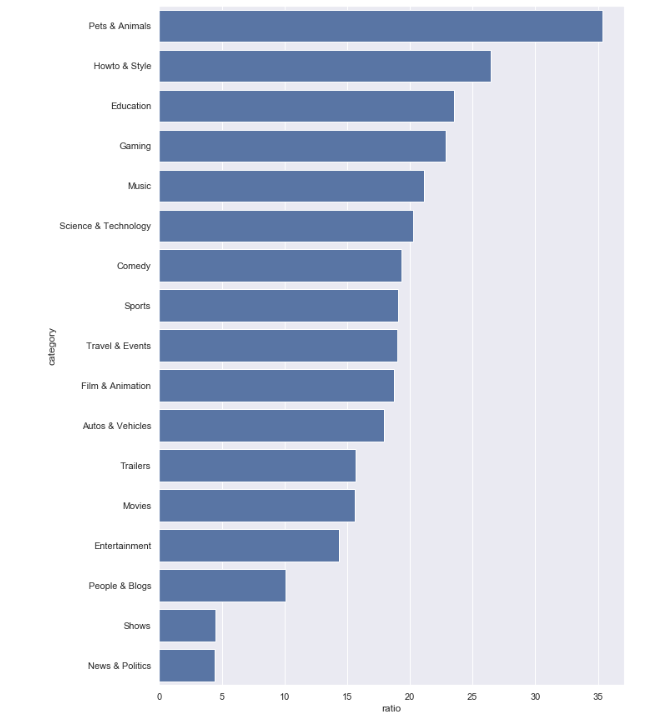 Pets & Animals
Howto & Style
Education
Gaming
Music
Science & Technology
Comedy
Sports
Travel & Events
Film & Animation
Autos & Vehicles
Trailers
Movies
Entertainment
People & Blogs
Shows
News & Politics
category
0 5 10 15 20 25 30 35
ratio